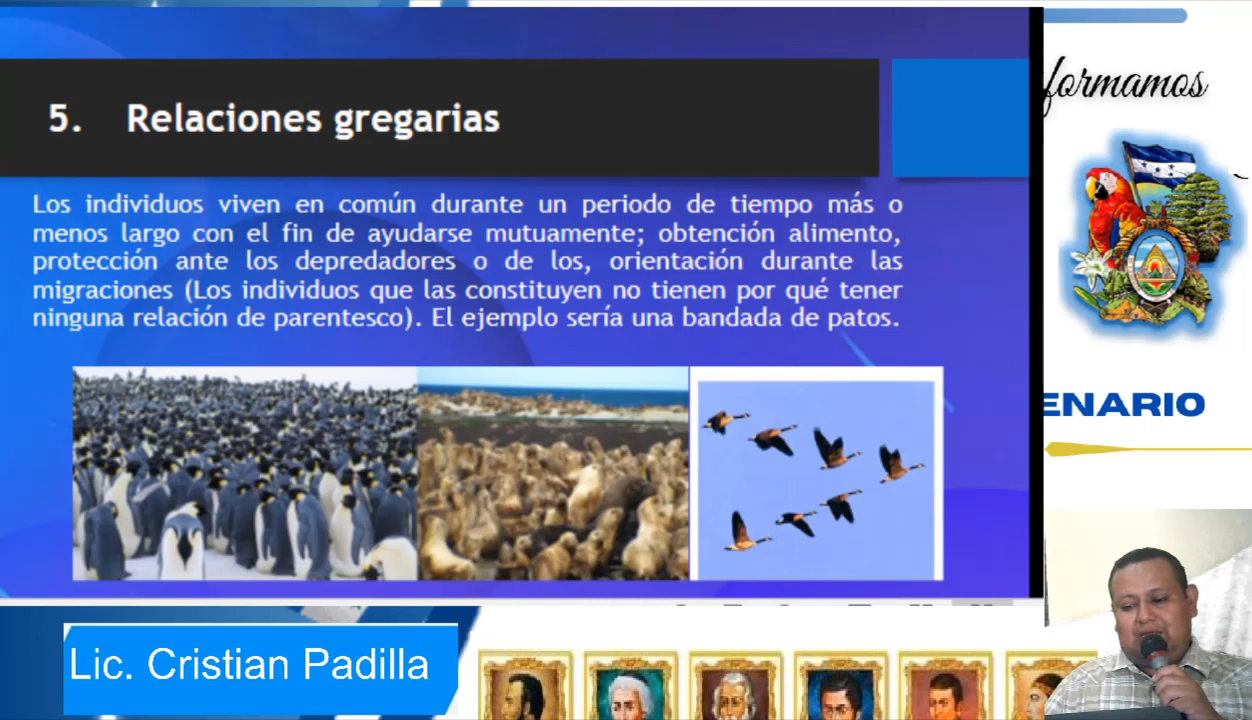 5. Relaciones gregarias
Los individuos viven en común durante un periodo de tiempo más o
menos largo con el fin de ayudarse mutuamente; obtención alimento,
protección ante los depredadores o de los, orientación durante las
migraciones (Los individuos que las constituyen no tienen por qué tener
ninguna relación de parentesco). El ejemplo sería una bandada de patos.
formamos
ENARIO
Lic. Cristian Padilla